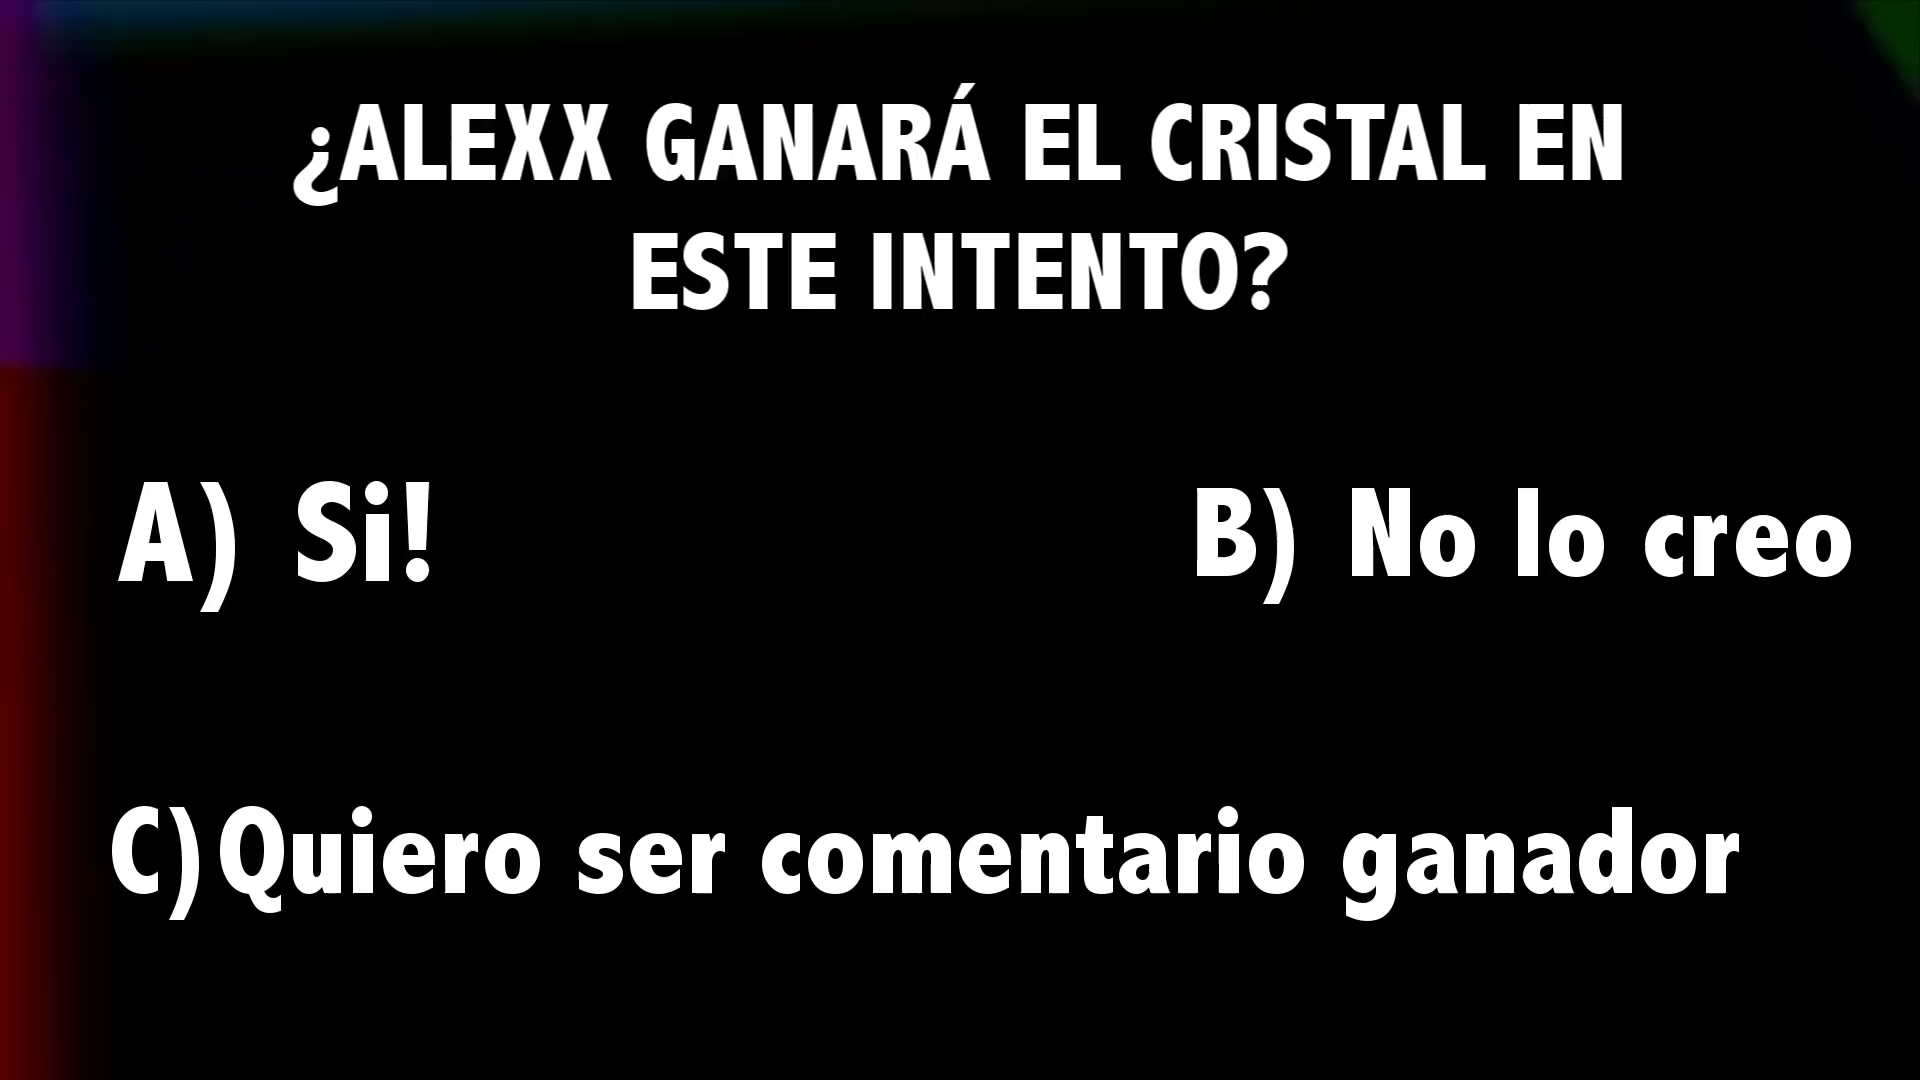 ¿ALEXX GANARÁ EL CRISTAL EN
ESTE INTENTO?
A) Si!
B) No lo creo
C) Quiero ser comentario ganador